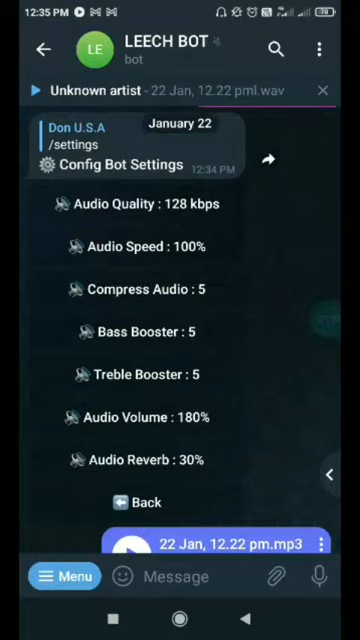 12:35 PM
78
LE
LEECH BOT
bot
Unknown artist - 22 Jan, 12.22 pml.wav
January 22
Don U.S.A
/settings
Config Bot Settings
12:34 PM
Audio Quality : 128 kbps
Audio Speed : 100%
Compress Audio : 5
Bass Booster : 5
Treble Booster : 5
Audio Volume : 180%
Audio Reverb : 30%
Back
22 Jan, 12.22 pm.mp3
Menu
Message